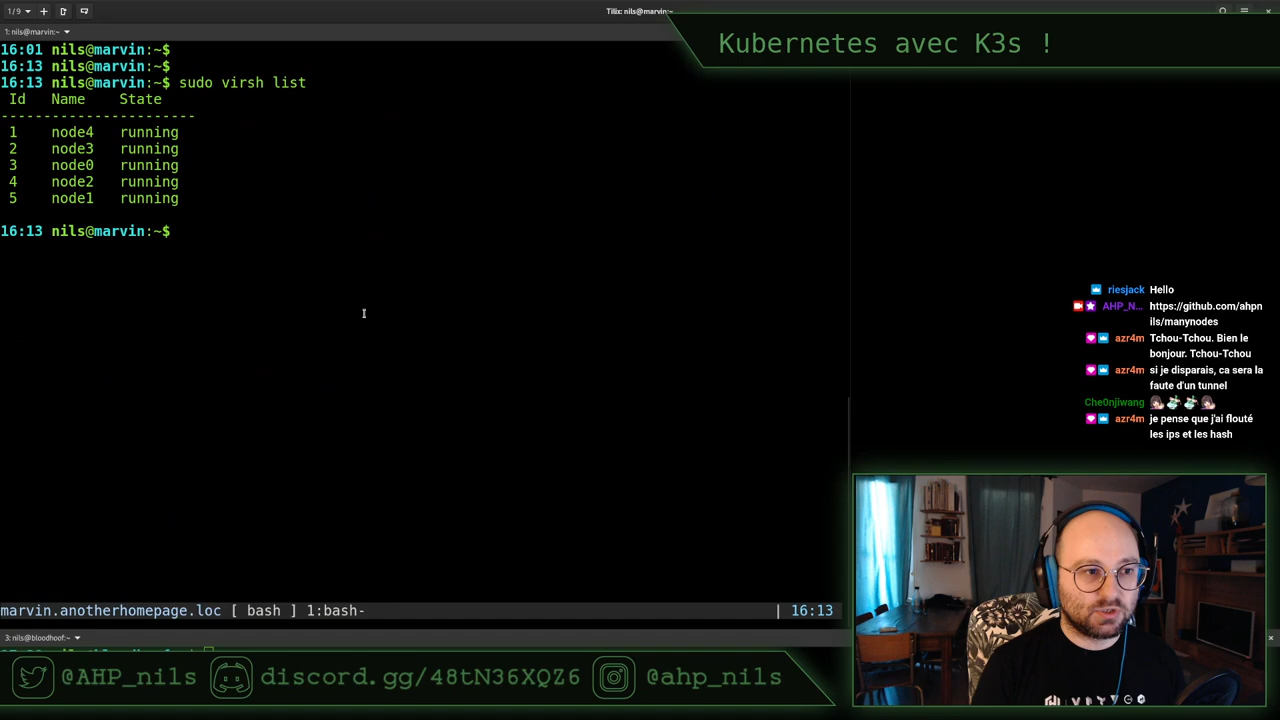 1/9
Tilix: nils@marvin:~
1: nils@marvin:~
Kubernetes avec K3s !
16:01 nils@marvin:~$
16:13 nils@marvin:~$
16:13 nils@marvin:~$ sudo virsh list
Id Name State
-----------------------
1 node4 running
2 node3 running
3 node0 running
4 node2 running
5 node1 running
16:13 nils@marvin:~$
riesjack Hello
AHP_N... https://github.com/ahpn
ils/manynodes
azr4m Tchou-Tchou. Bien le
bonjour. Tchou-Tchou
azr4m si je disparais, ca sera la
faute d'un tunnel
Che0njiwang
azr4m je pense que j'ai flouté
les ips et les hash
marvin.anotherhomepage.loc [ bash ] 1:bash- | 16:13
3: nils@bloodhoof:~
@AHP_nils discord.gg/48tN36XQZ6 @ahp_nils